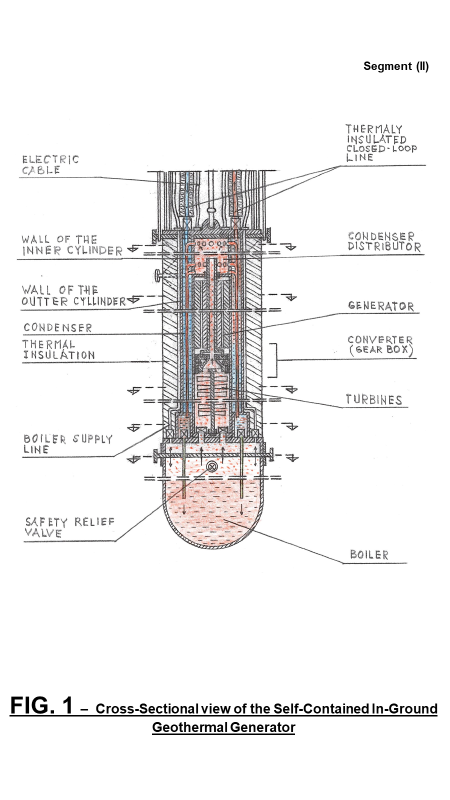 Segment (II)
THERMALY
INSULATED
CLOSED-LOOP
LINE
ELECTRIC
CABLE
WALL OF THE
INNER CYLINDER
CONDENSER
DISTRIBUTOR
WALL OF THE
OUTTER CYLLINDER
GENERATOR
CONDENSER
THERMAL
INSULATION
CONVERTER
(GEAR BOX)
TURBINES
BOILER SUPPLY
LINE
SAFETY RELIEF
VALVE
BOILER
FIG. 1 – Cross-Sectional view of the Self-Contained In-Ground
Geothermal Generator